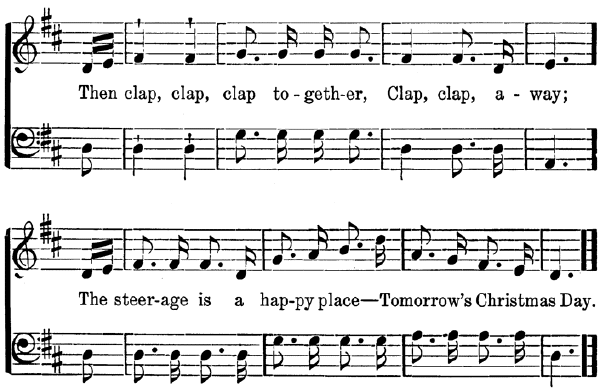 Then clap, clap, clap to - geth - er, Clap, clap, a - way;
The steer-age is a hap-py place—Tomorrow's Christmas Day.